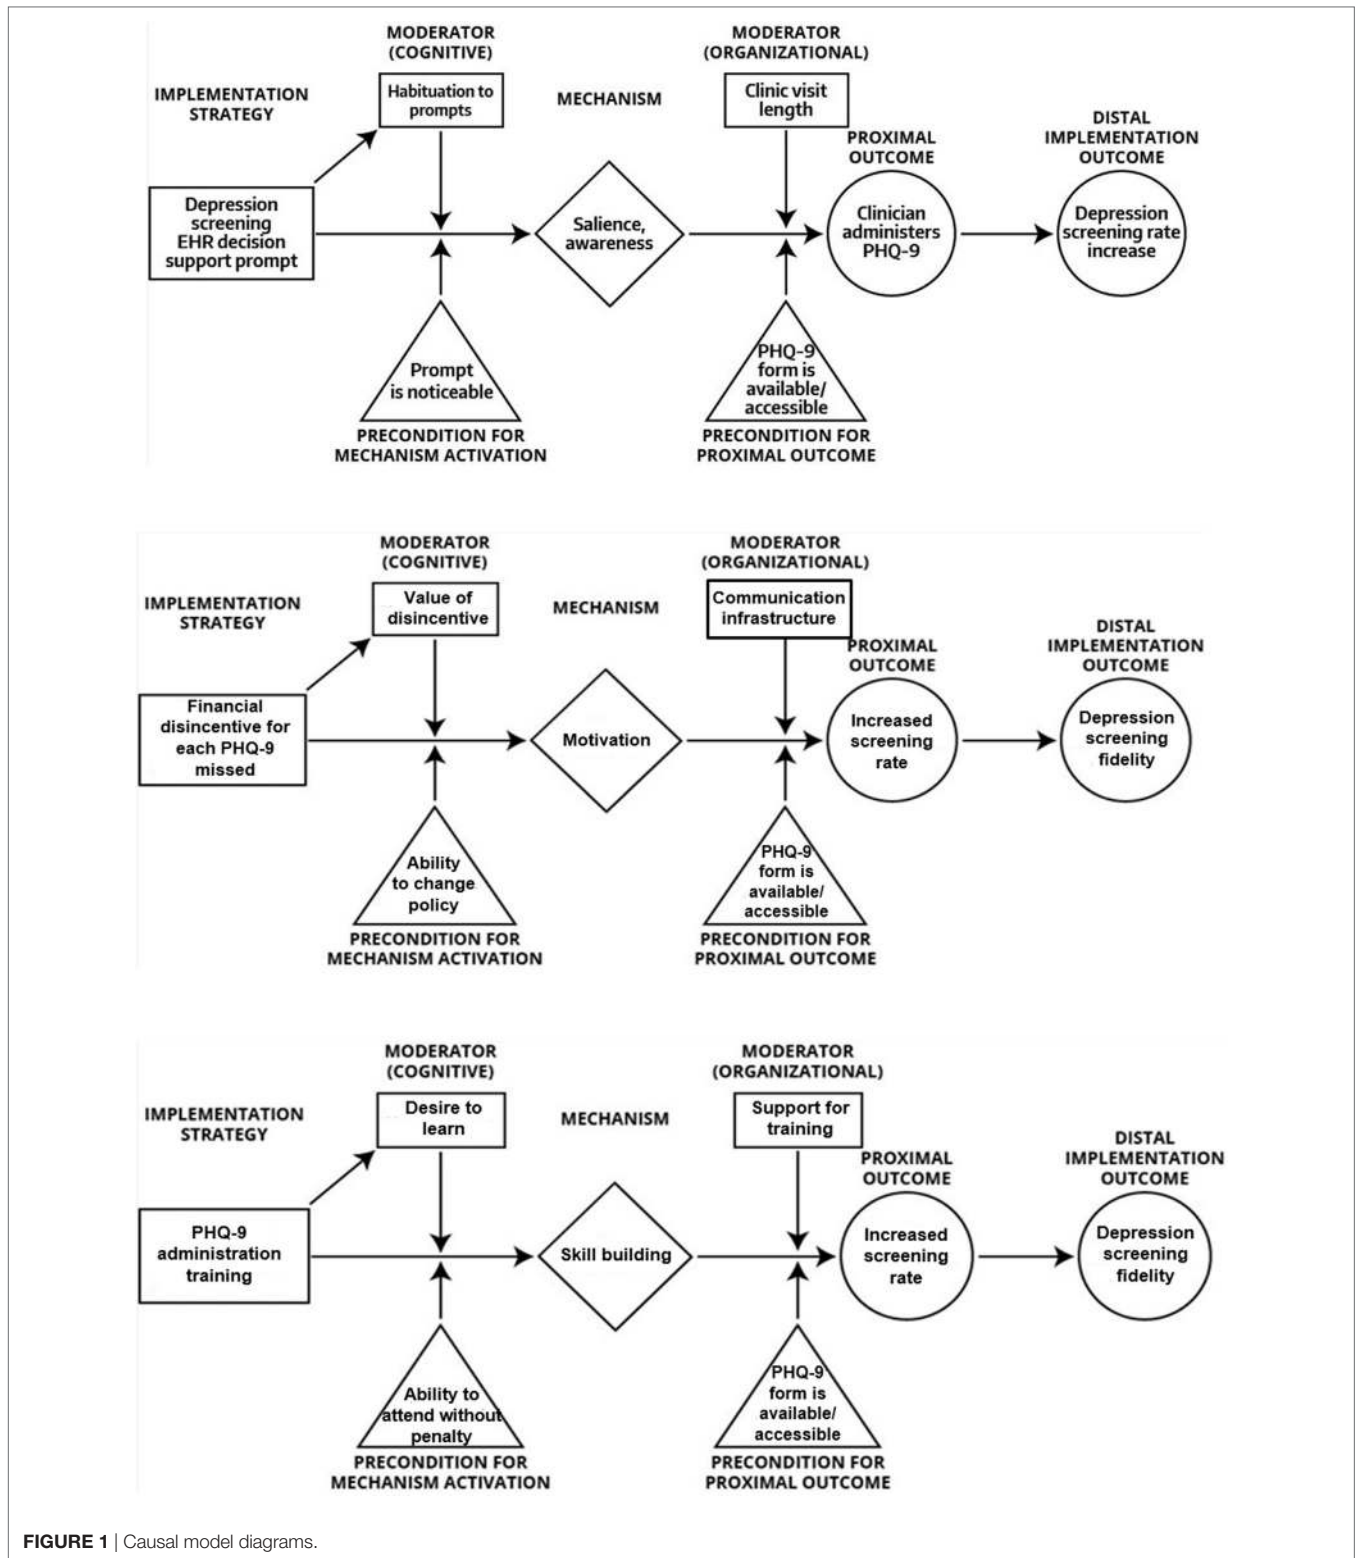 MODERATOR
(COGNITIVE)
MODERATOR
(ORGANIZATIONAL)
IMPLEMENTATION
STRATEGY
Habituation to
prompts
MECHANISM
Clinic visit
length
DISTAL
IMPLEMENTATION
OUTCOME
PROXIMAL
OUTCOME
Depression
screening
EHR decision
support prompt
Salience,
awareness
Clinician
administers
PHQ-9
Depression
screening rate
increase
Prompt
is noticeable
PHQ-9
form is
available/
accessible
PRECONDITION FOR
MECHANISM ACTIVATION
PRECONDITION FOR
PROXIMAL OUTCOME
MODERATOR
(COGNITIVE)
MODERATOR
(ORGANIZATIONAL)
IMPLEMENTATION
STRATEGY
Value of
disincentive
MECHANISM
Communication
infrastructure
DISTAL
IMPLEMENTATION
OUTCOME
PROXIMAL
OUTCOME
Financial
disincentive for
each PHQ-9
missed
Motivation
Increased
screening
rate
Depression
screening
fidelity
Ability
to change
policy
PHQ-9
form is
available/
accessible
PRECONDITION FOR
MECHANISM ACTIVATION
PRECONDITION FOR
PROXIMAL OUTCOME
MODERATOR
(COGNITIVE)
MODERATOR
(ORGANIZATIONAL)
IMPLEMENTATION
STRATEGY
Desire to
learn
MECHANISM
Support for
training
DISTAL
IMPLEMENTATION
OUTCOME
PROXIMAL
OUTCOME
PHQ-9
administration
training
Skill building
Increased
screening
rate
Depression
screening
fidelity
Ability to
attend without
penalty
PHQ-9
form is
available/
accessible
PRECONDITION FOR
MECHANISM ACTIVATION
PRECONDITION FOR
PROXIMAL OUTCOME
FIGURE 1 | Causal model diagrams.